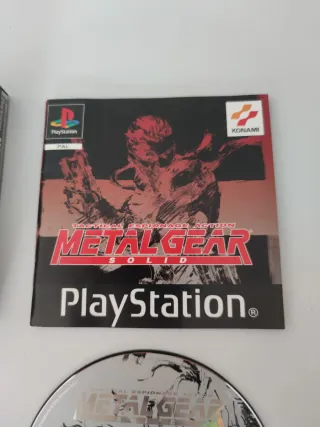 PlayStation
PAL
KONAMI
TACTICAL ESPIONAGE ACTION
METAL GEAR
SOLID
PlayStation®
METAL GEAR